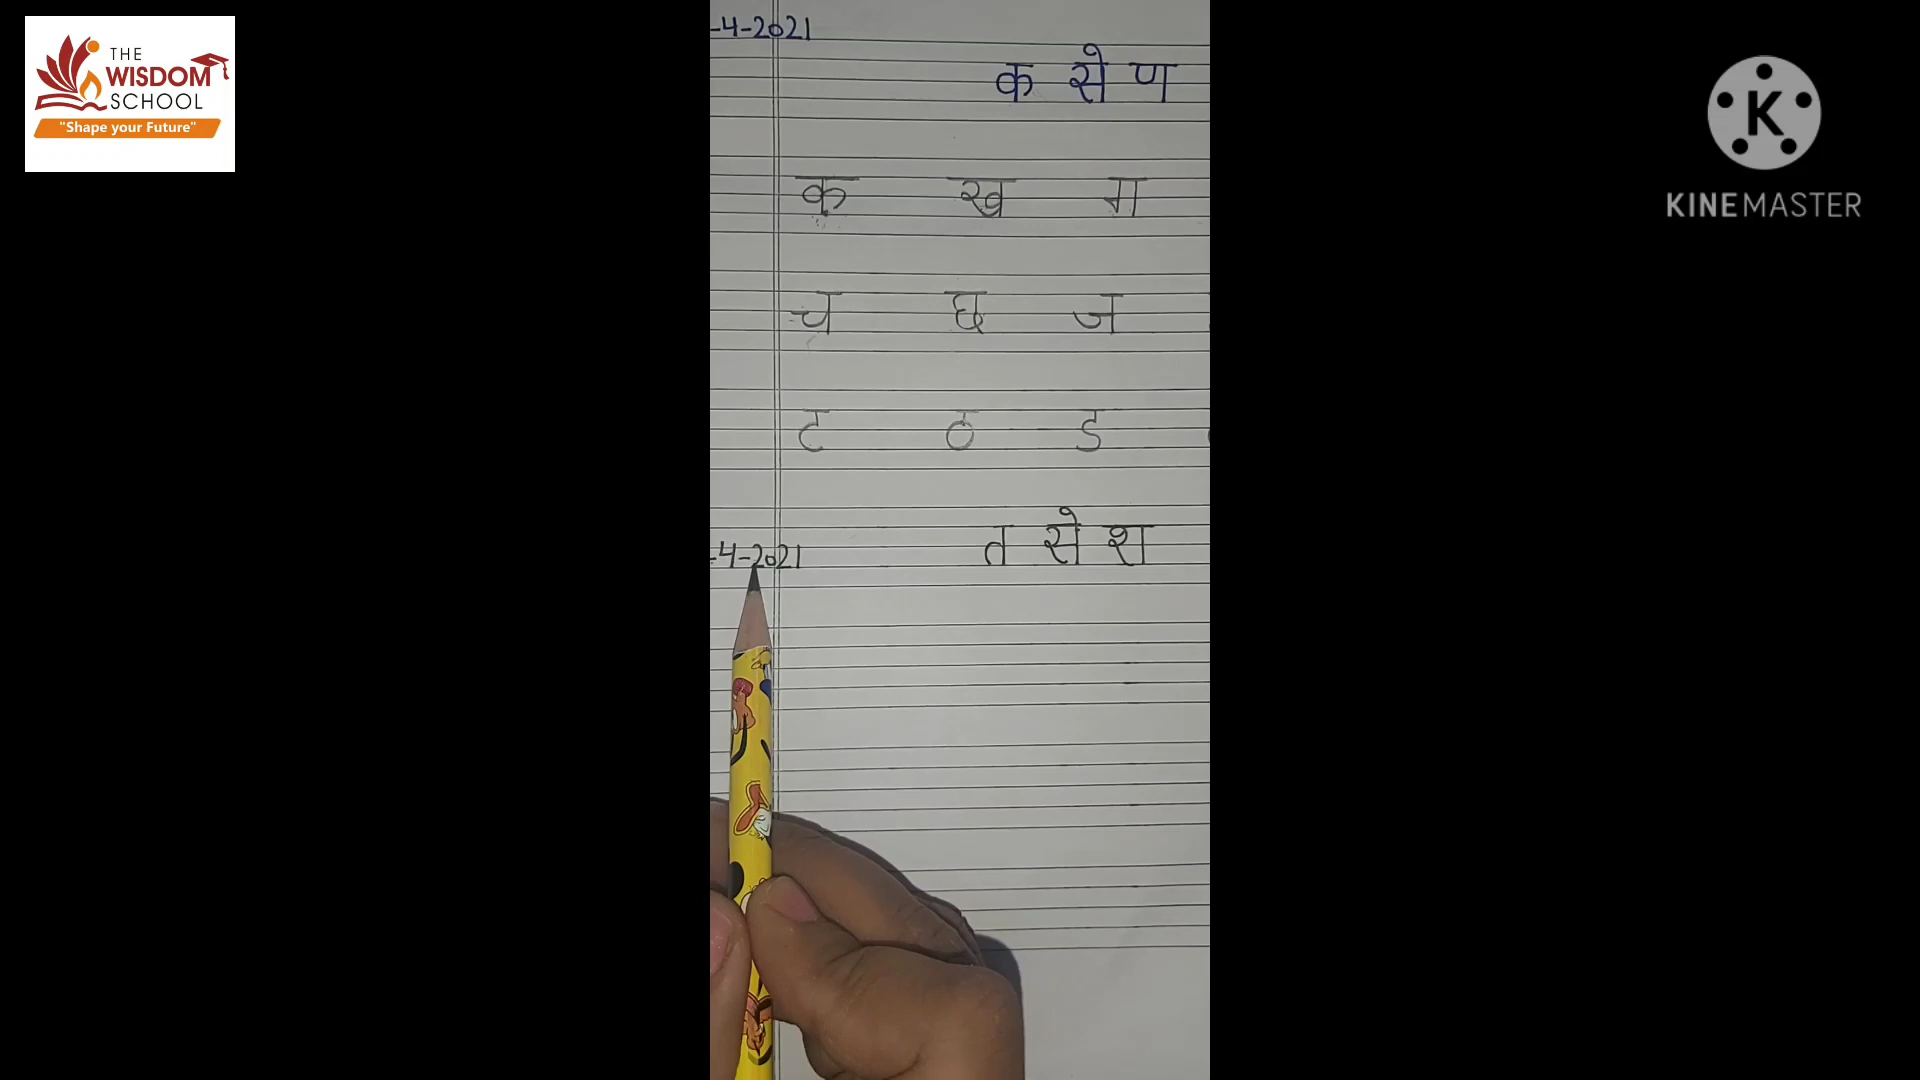 THE
WISDOM
SCHOOL
"Shape your Future"
K
KINEMASTER
-4-2021
क से ण
क ख ग
च छ ज
ट ठ ड
-4-2021 त से श